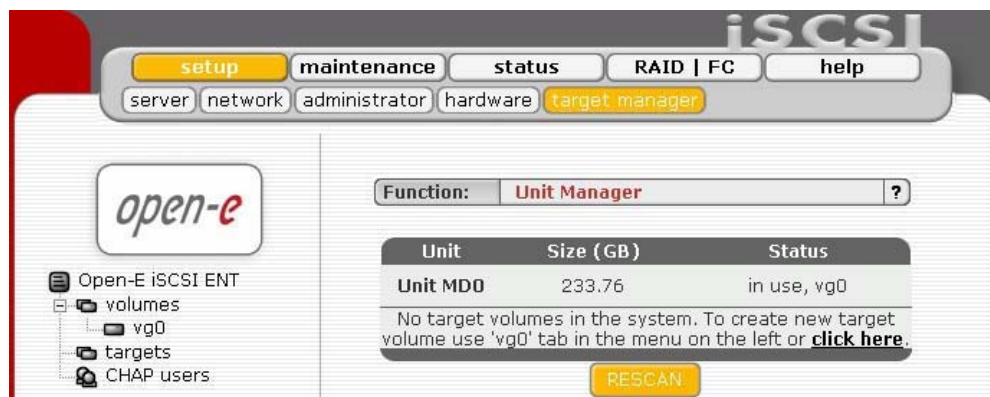 iSCSI
setup maintenance status RAID | FC help
server network administrator hardware target manager
open-e
Function: Unit Manager ?
Unit Size (GB) Status
Unit MD0 233.76 in use, vg0
No target volumes in the system. To create new target
volume use 'vg0' tab in the menu on the left or click here.
RESCAN
Open-E iSCSI ENT
volumes
vg0
targets
CHAP users